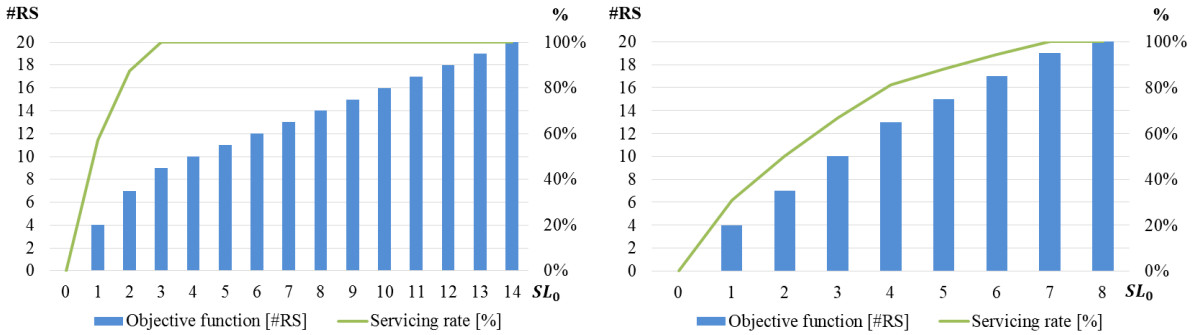 #RS % #RS %
20 100% 20 100%
18 18
16 80% 16 80%
14 14
12 60% 12 60%
10 10
8 40% 8 40%
6 6
4 20% 4 20%
2 2
0 0% 0 0%
0 1 2 3 4 5 6 7 8 9 10 11 12 13 14 SL0 0 1 2 3 4 5 6 7 8 SL0
Objective function [#RS] Servicing rate [%] Objective function [#RS] Servicing rate [%]